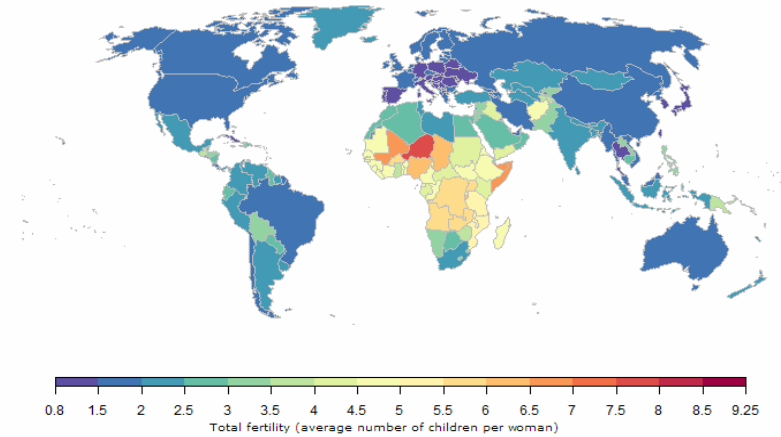 0.8 1.5 2 2.5 3 3.5 4 4.5 5 5.5 6 6.5 7 7.5 8 8.5 9.25
Total fertility (average number of children per woman)